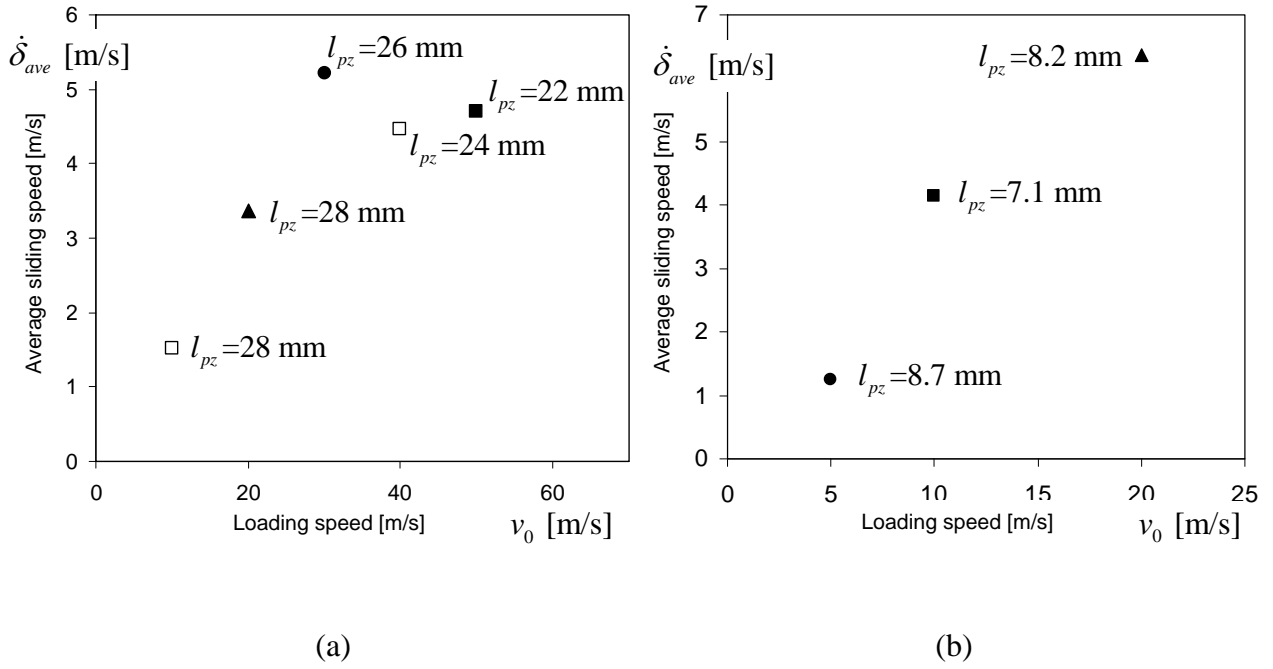 6
δ̇ave [m/s]
lpz=26 mm
5
lpz=22 mm
lpz=24 mm
4
Average sliding speed [m/s]
3
lpz=28 mm
2
lpz=28 mm
1
0
0 20 40 60
Loading speed [m/s] v0 [m/s]
(a)
7
δ̇ave [m/s]
lpz=8.2 mm
5
4
lpz=7.1 mm
Average sliding speed [m/s]
3
2
1
lpz=8.7 mm
0
0 5 10 15 20 25
Loading speed [m/s] v0 [m/s]
(b)